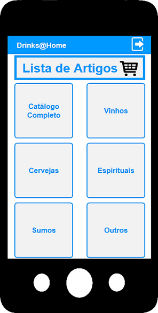 Drinks@Home
Lista de Artigos
Catálogo
Completo
Vinhos
Cervejas
Espirituais
Sumos
Outros